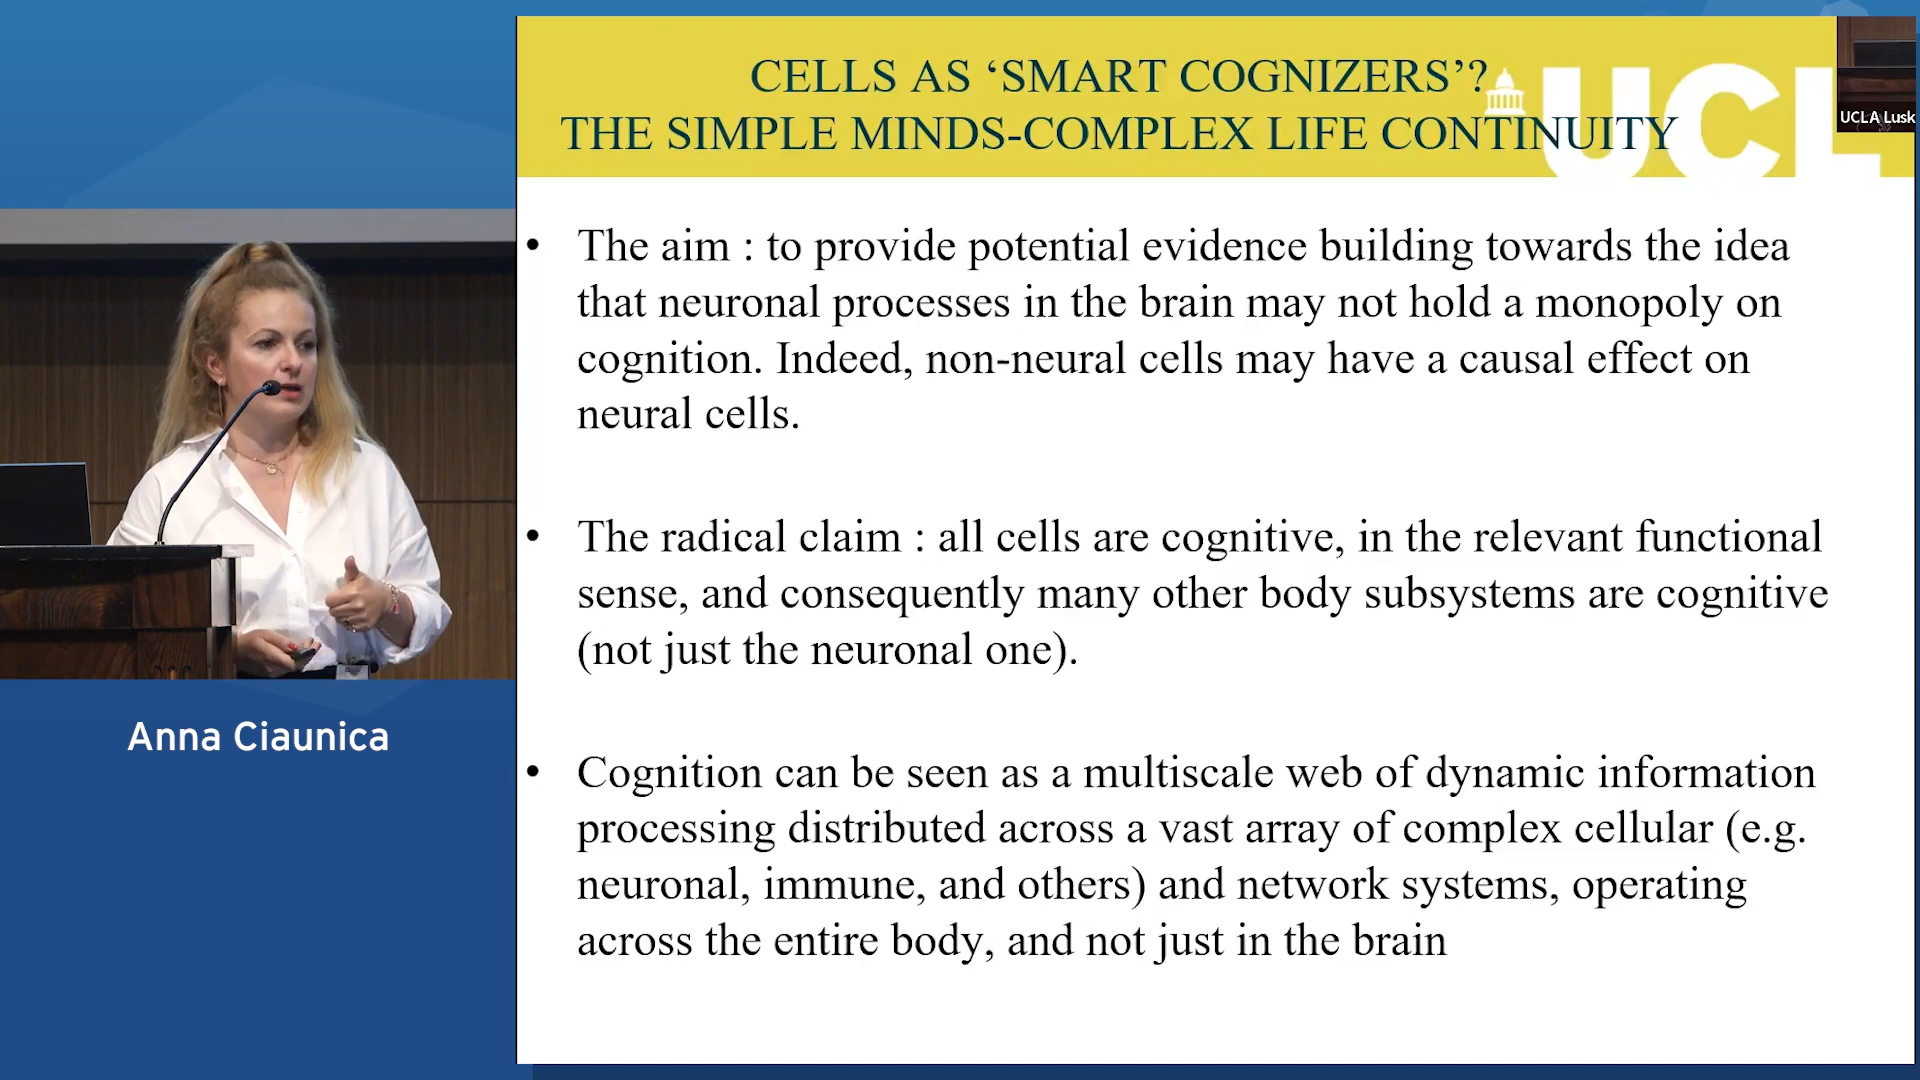 CELLS AS ‘SMART COGNIZERS’?
THE SIMPLE MINDS-COMPLEX LIFE CONTINUITY
UCL
UCLA Lusk
• The aim : to provide potential evidence building towards the idea
that neuronal processes in the brain may not hold a monopoly on
cognition. Indeed, non-neural cells may have a causal effect on
neural cells.
• The radical claim : all cells are cognitive, in the relevant functional
sense, and consequently many other body subsystems are cognitive
(not just the neuronal one).
• Cognition can be seen as a multiscale web of dynamic information
processing distributed across a vast array of complex cellular (e.g.
neuronal, immune, and others) and network systems, operating
across the entire body, and not just in the brain
Anna Ciaunica